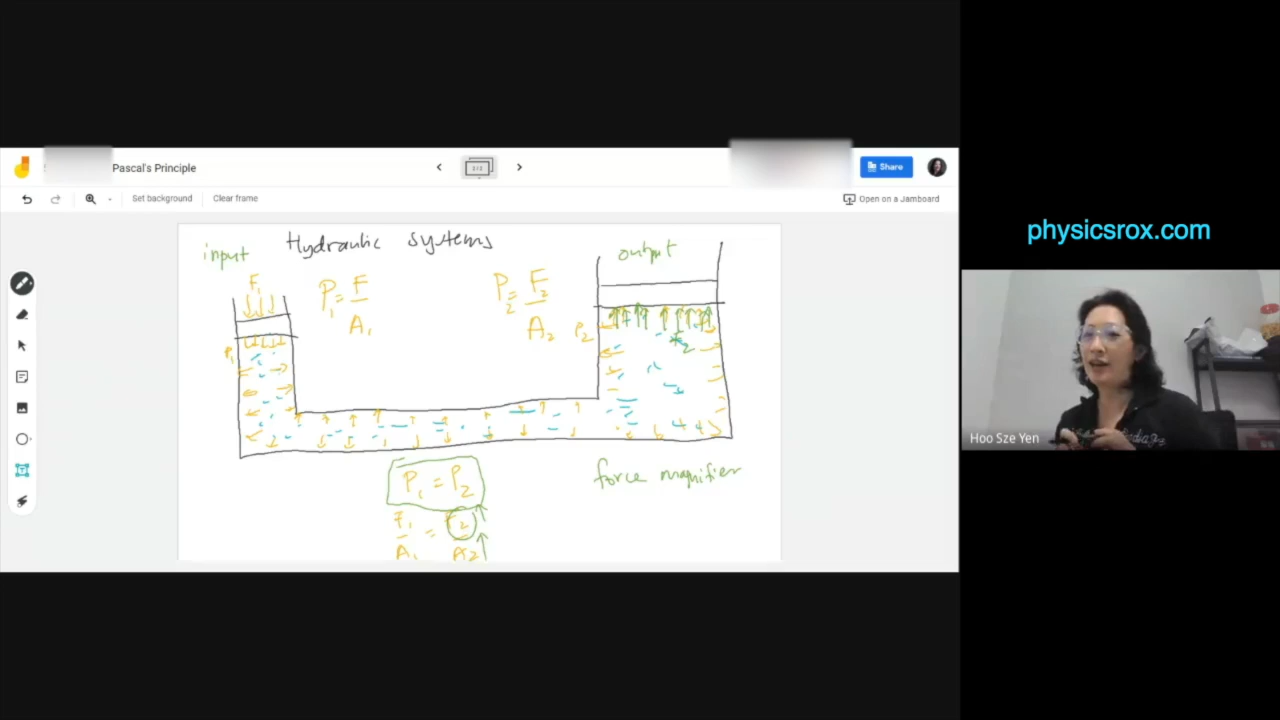 Pascal's Principle
Share
Set background
Clear frame
Open on a Jamboard
input
Hydraulic systems
output
F₁
P₁ = F
A₁
P₂ = F₂
A₂
P₁
P₂
P₁ = P₂
F₁ = F₂
A₁ A₂
force magnifier
physicsrox.com
Hoo Sze Yen